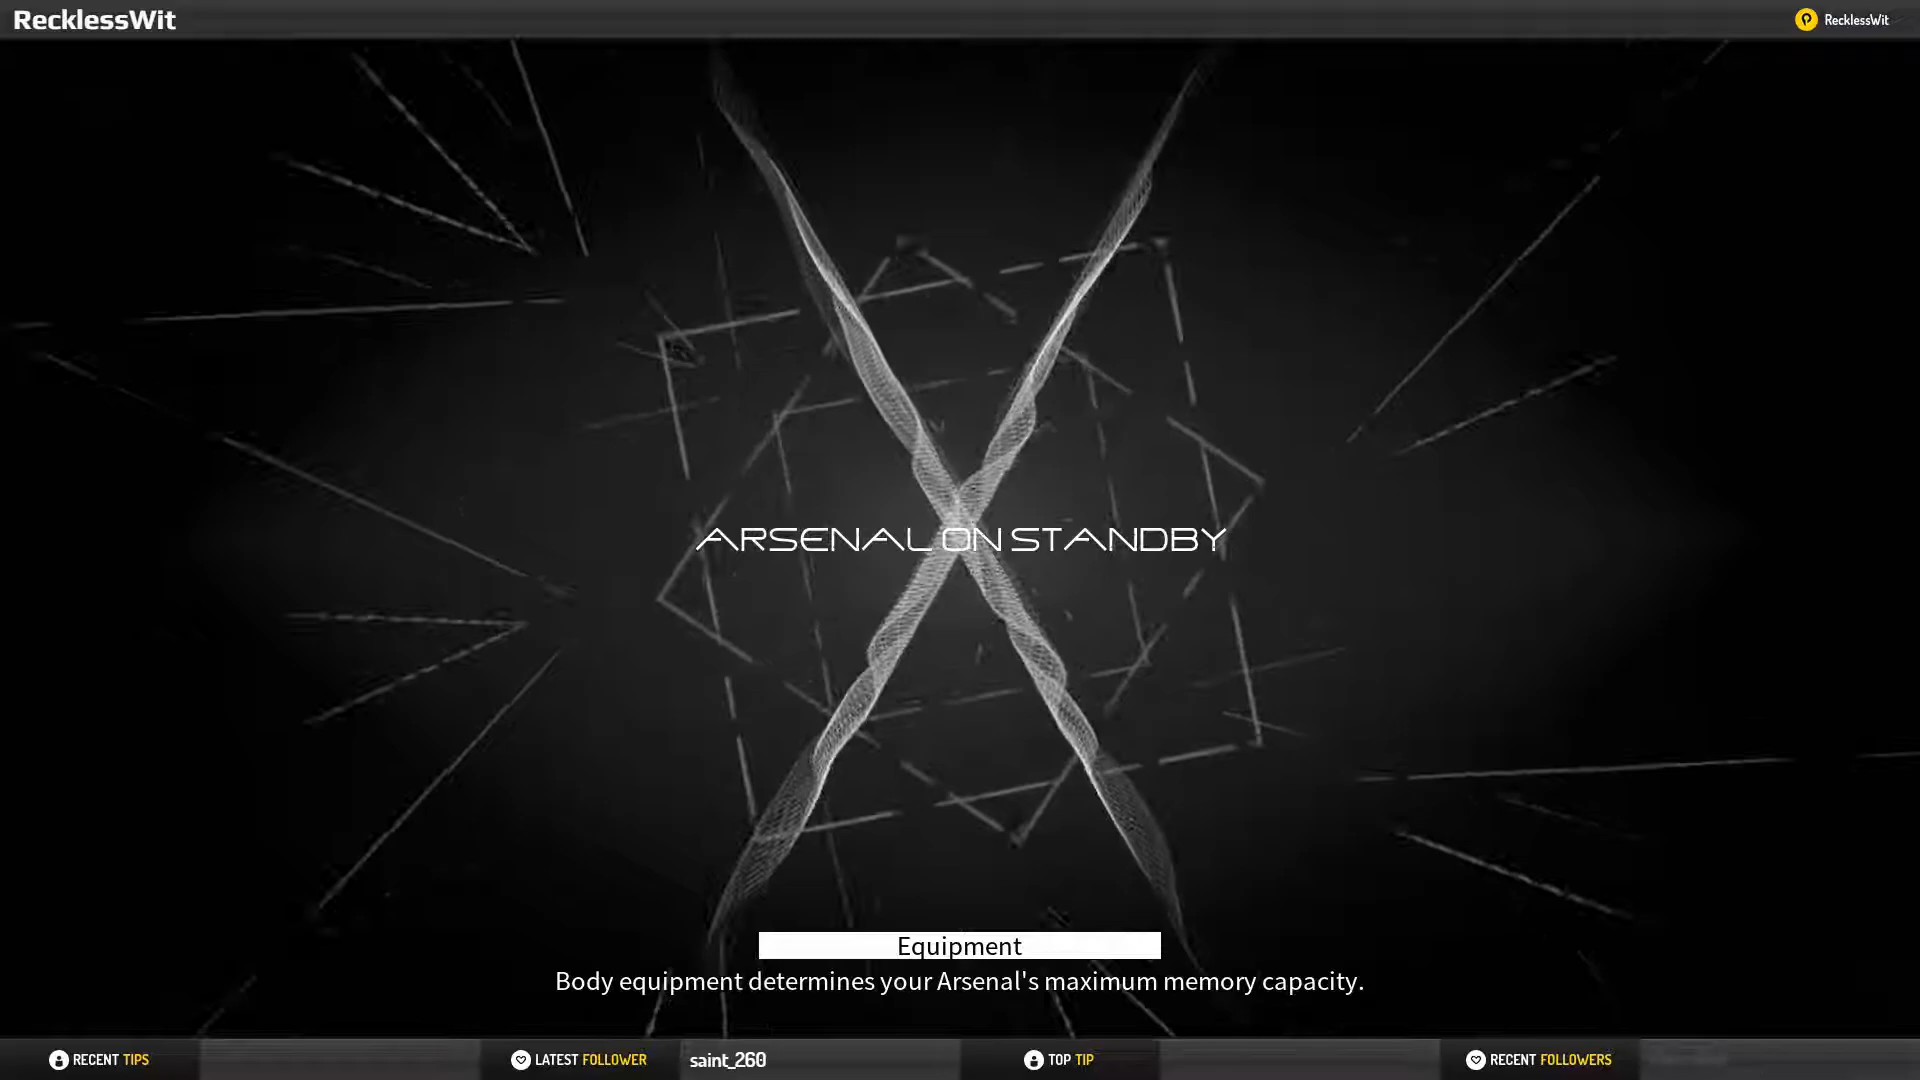 RecklessWit
RecklessWit
ARSENAL ON STANDBY
Equipment
Body equipment determines your Arsenal's maximum memory capacity.
RECENT TIPS
LATEST FOLLOWER
saint_260
TOP TIP
RECENT FOLLOWERS